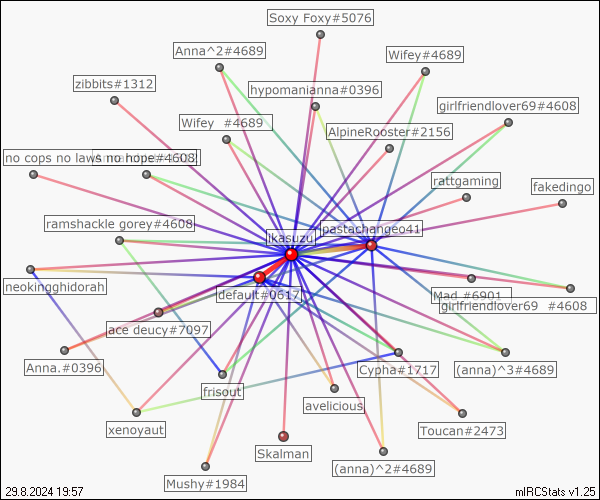 Soxy Foxy#5076
Anna^2#4689
Wifey#4689
zibbits#1312
hypomanianna#0396
girlfriendlover69#4608
Wifey #4689
AlpineRooster#2156
no cops no laws no hope#4608
rattgaming
fakedingo
ramshackle gorey#4608
jkasuzu
pastachangeo41
neokingghidorah
default#0617
Mad_#6901
girlfriendlover69 #4608
ace deucy#7097
Anna.#0396
frisout
Cypha#1717
(anna)^3#4689
avelicious
xenoyaut
Toucan#2473
Skalman
Mushy#1984
(anna)^2#4689
29.8.2024 19:57
mIRCStats v1.25